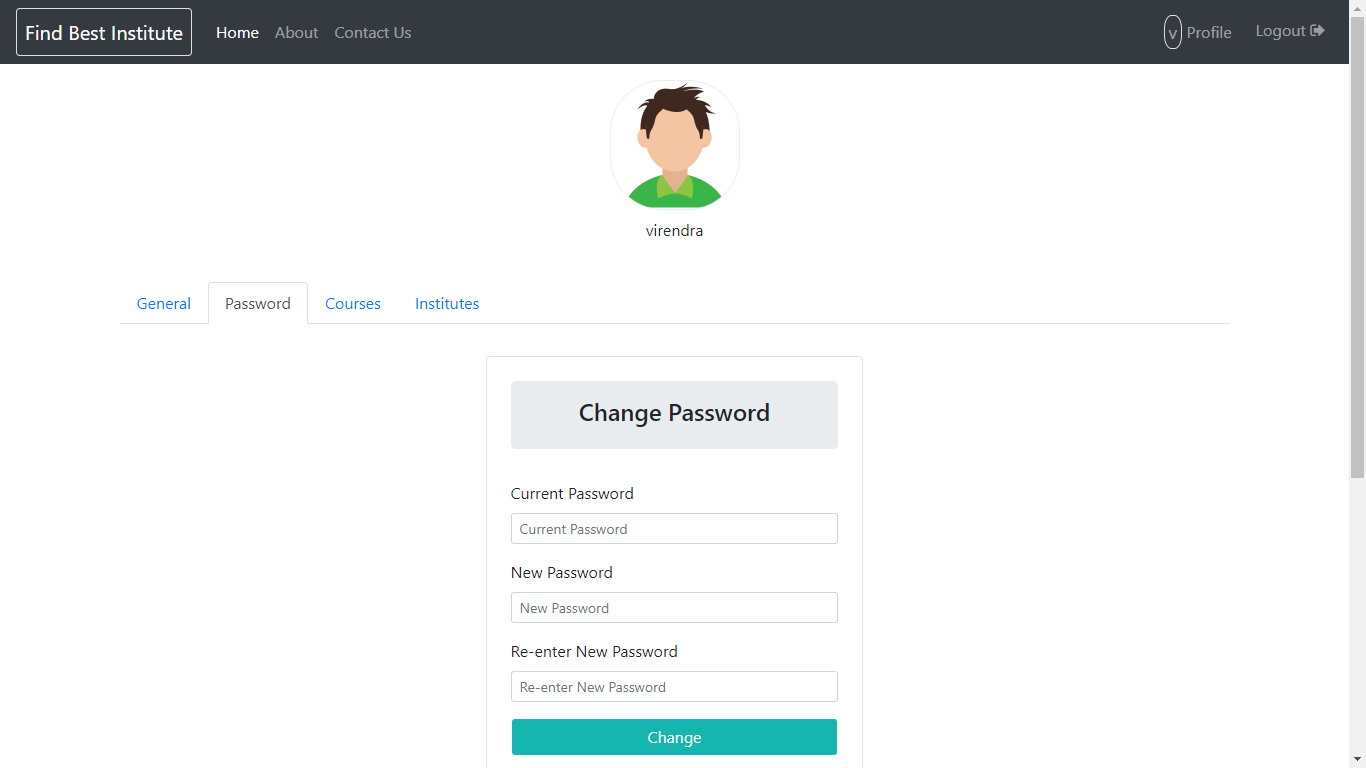 Find Best Institute Home About Contact Us v Profile Logout
virendra
General Password Courses Institutes
Change Password
Current Password
Current Password
New Password
New Password
Re-enter New Password
Re-enter New Password
Change